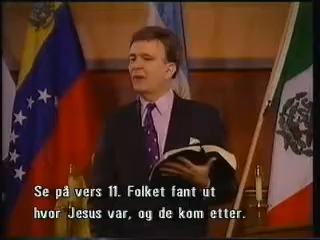 Se på vers 11. Folket fant ut
hvor Jesus var, og de kom etter.